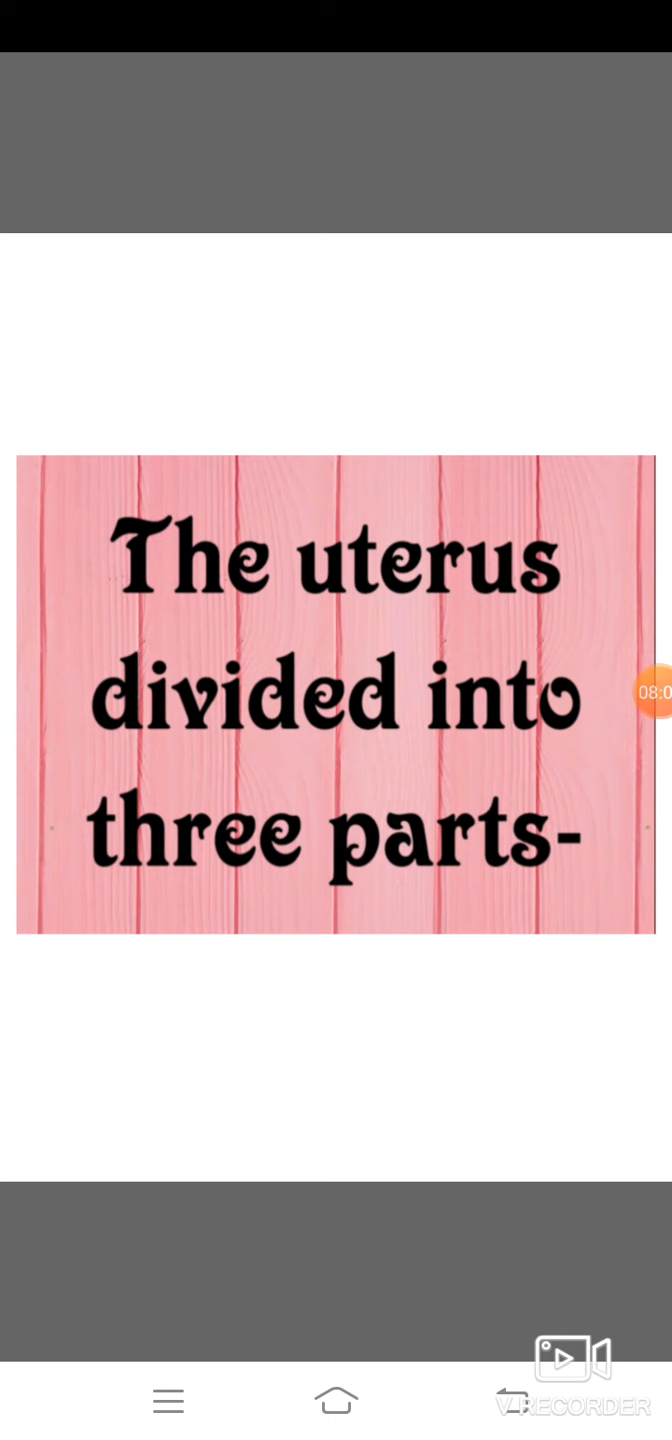 The uterus
divided into
08:0
three parts-
V RECORDER